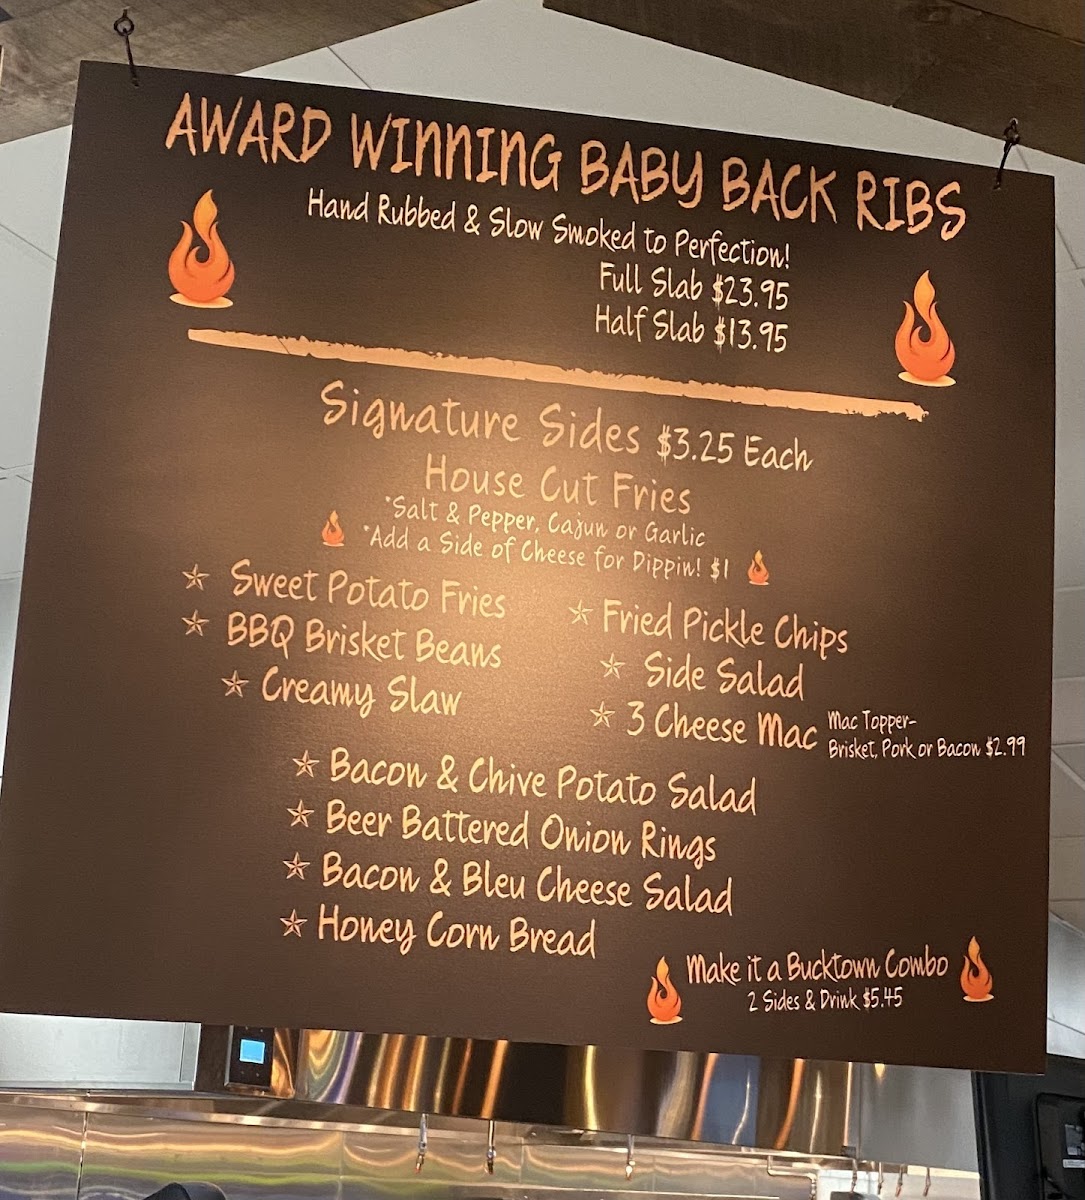 AWARD WINNING BABY BACK RIBS
Hand Rubbed & Slow Smoked to Perfection!
Full Slab $23.95
Half Slab $13.95
Signature Sides $3.25 Each
House Cut Fries
*Salt & Pepper, Cajun or Garlic
*Add a Side of Cheese for Dippin! $1
Sweet Potato Fries
BBQ Brisket Beans
Creamy Slaw
Fried Pickle Chips
Side Salad
3 Cheese Mac
Mac Topper-
Brisket, Pork or Bacon $2.99
Bacon & Chive Potato Salad
Beer Battered Onion Rings
Bacon & Bleu Cheese Salad
Honey Corn Bread
Make it a Bucktown Combo
2 Sides & Drink $5.45